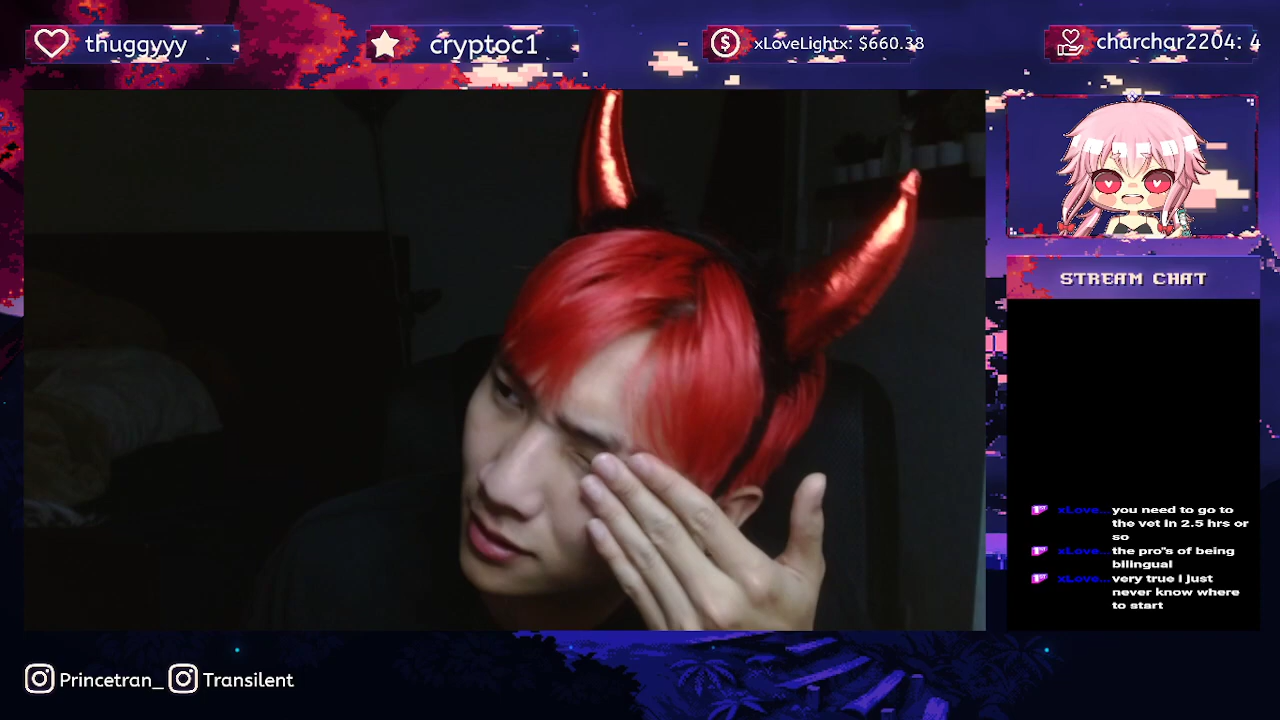 thuggyyy
cryptoc1
xLoveLightx: $660.38
charchar2204: 4
STREAM CHAT
xLove... you need to go to
the vet in 2.5 hrs or
so
xLove... the pro"s of being
bilingual
xLove... very true i just
never know where
to start
Princetran_ Transilent